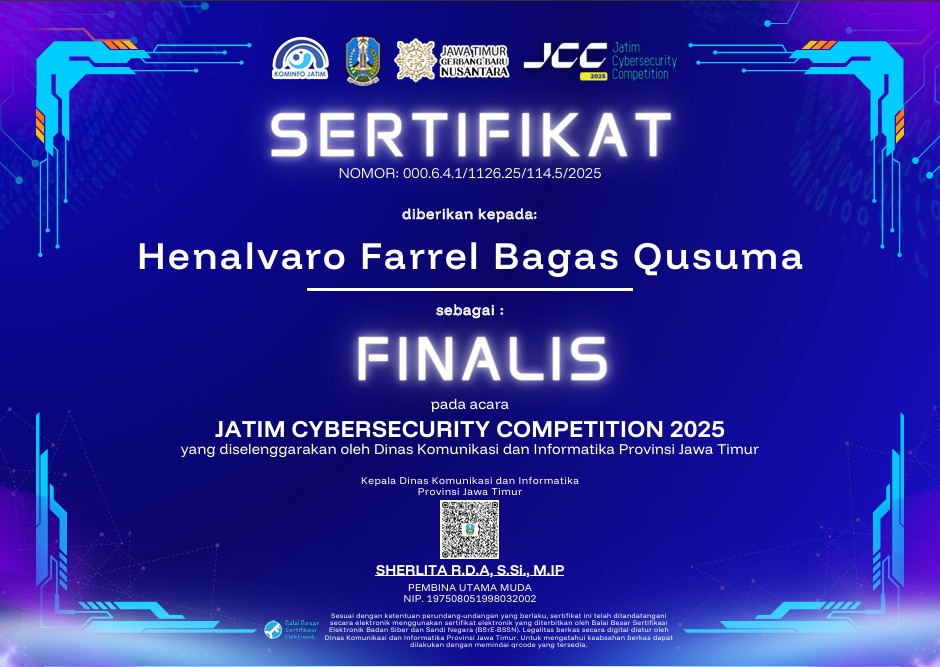 KOMINFO JATIM
JAWA TIMUR
GERBANG BARU
NUSANTARA
JCC
2025
Jatim
Cybersecurity
Competition
SERTIFIKAT
NOMOR: 000.6.4.1/1126.25/114.5/2025
diberikan kepada:
Henalvaro Farrel Bagas Qusuma
sebagai :
FINALIS
pada acara
JATIM CYBERSECURITY COMPETITION 2025
yang diselenggarakan oleh Dinas Komunikasi dan Informatika Provinsi Jawa Timur
Kepala Dinas Komunikasi dan Informatika
Provinsi Jawa Timur
SHERLITA R.D.A, S.Si., M.IP
PEMBINA UTAMA MUDA
NIP. 197508051998032002
Balai Besar
Sertifikasi
Elektronik
Sesuai dengan ketentuan perundang-undangan yang berlaku, sertifikat ini telah ditandatangani
secara elektronik menggunakan sertifikat elektronik yang diterbitkan oleh Balai Besar Sertifikasi
Elektronik Badan Siber dan Sandi Negara (BSrE-BSSN). Legalitas berkas secara digital diatur oleh
Dinas Komunikasi dan Informatika Provinsi Jawa Timur. Untuk mengetahui keabsahan berkas dapat
dilakukan dengan memindai qrcode yang tersedia.